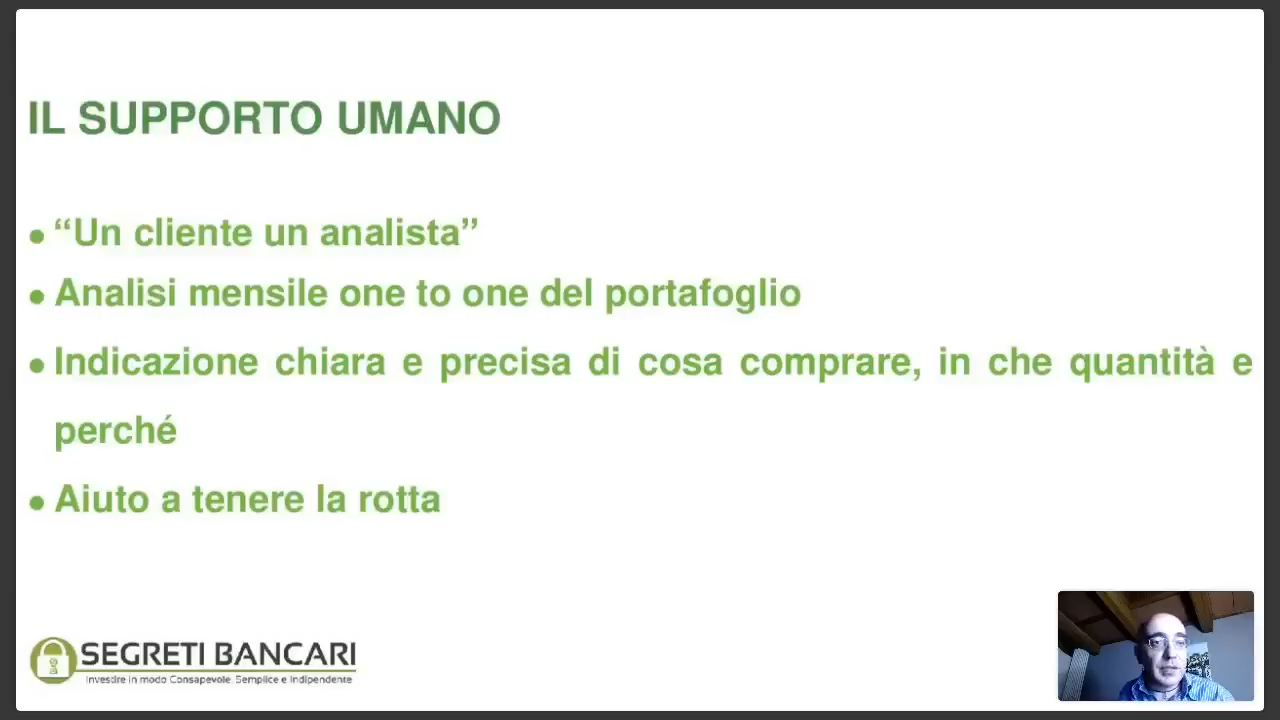 IL SUPPORTO UMANO
• “Un cliente un analista”
• Analisi mensile one to one del portafoglio
• Indicazione chiara e precisa di cosa comprare, in che quantità e
perché
• Aiuto a tenere la rotta
SEGRETI BANCARI
Investire in modo Consapevole Semplice e Indipendente